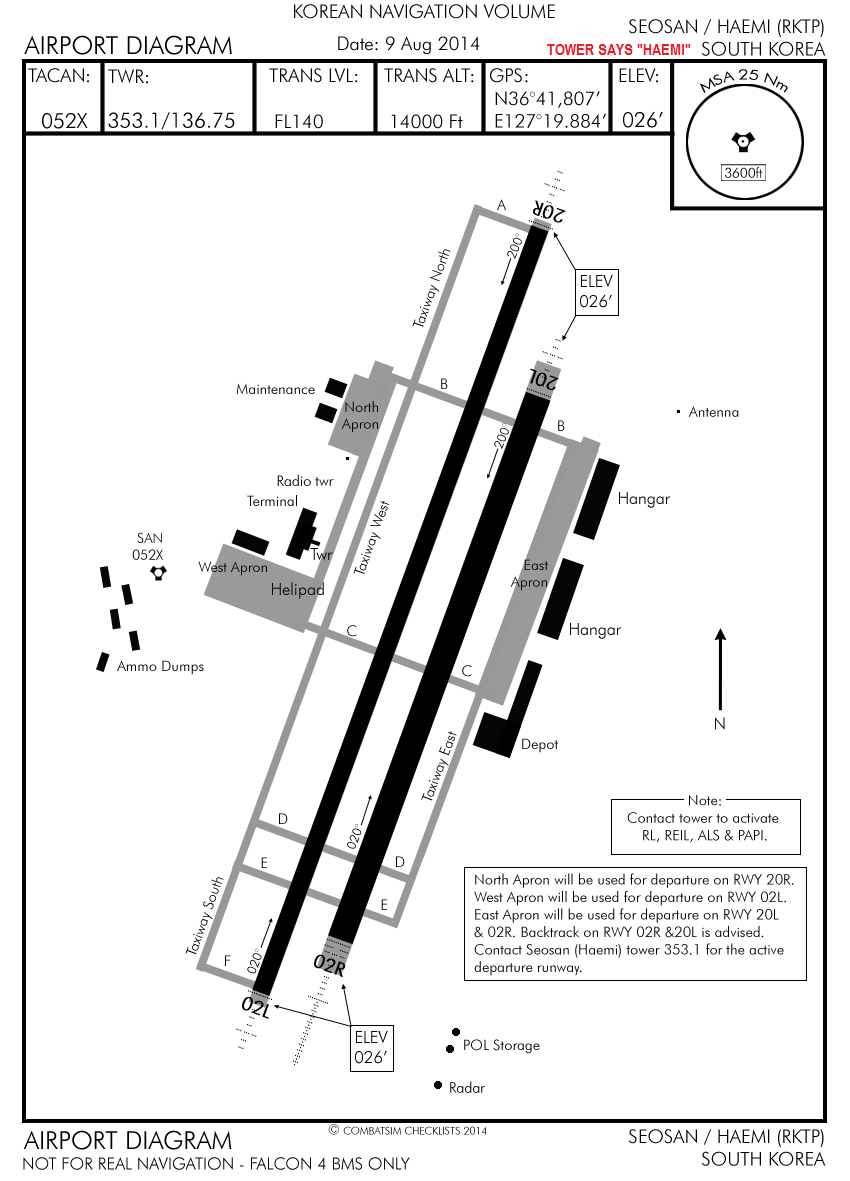 KOREAN NAVIGATION VOLUME
AIRPORT DIAGRAM
Date: 9 Aug 2014
SEOSAN / HAEMI (RKTP)
TOWER SAYS "HAEMI"
SOUTH KOREA
TACAN:
052X
TWR:
353.1/136.75
TRANS LVL:
FL140
TRANS ALT:
14000 Ft
GPS:
N36°41,807'
E127°19.884'
ELEV:
026'
MSA 25 Nm
3600ft
A
20R
200°
Taxiway North
ELEV
026'
20L
B
Maintenance
North
Apron
B
200°
Antenna
Radio twr
Terminal
Hangar
Taxiway West
SAN
052X
Twr
West Apron
Helipad
East
Apron
Hangar
C
C
Ammo Dumps
N
Depot
Taxiway East
Note:
Contact tower to activate
RL, REIL, ALS & PAPI.
D
020°
D
E
E
Taxiway South
North Apron will be used for departure on RWY 20R.
West Apron will be used for departure on RWY 02L.
East Apron will be used for departure on RWY 20L
& 02R. Backtrack on RWY 02R &20L is advised.
Contact Seosan (Haemi) tower 353.1 for the active
departure runway.
F
020°
02R
02L
ELEV
026'
POL Storage
Radar
AIRPORT DIAGRAM
© COMBATSIM CHECKLISTS 2014
SEOSAN / HAEMI (RKTP)
NOT FOR REAL NAVIGATION - FALCON 4 BMS ONLY
SOUTH KOREA